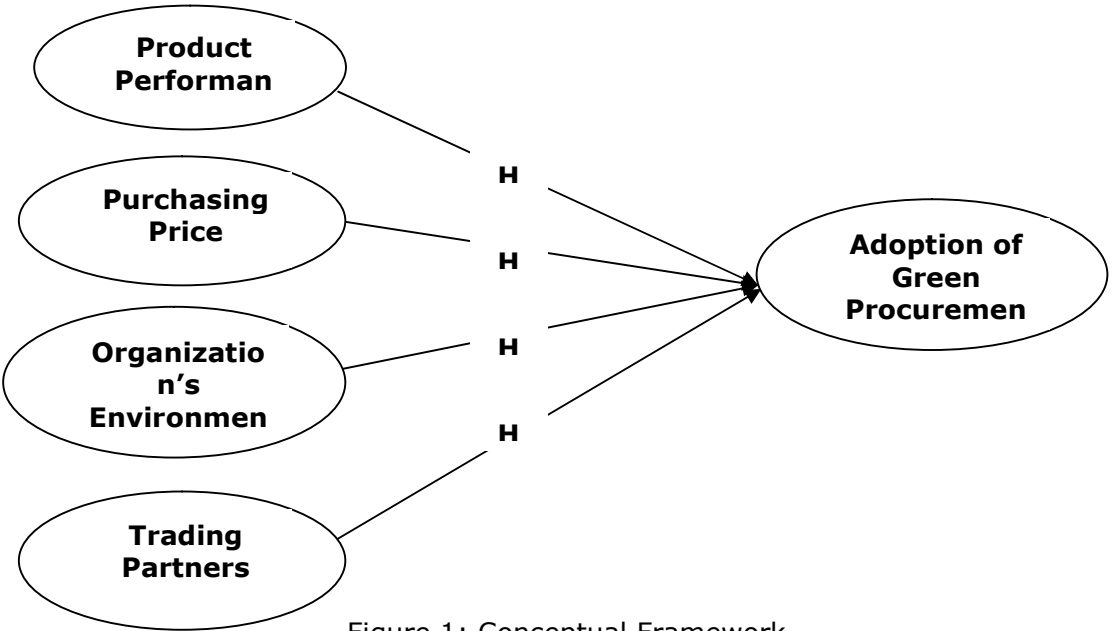 Product
Performan
H
Purchasing
Price
H
Adoption of
Green
Procuremen
Organizatio
n's
Environmen
H
H
Trading
Partners
Figure 1: Conceptual Framework